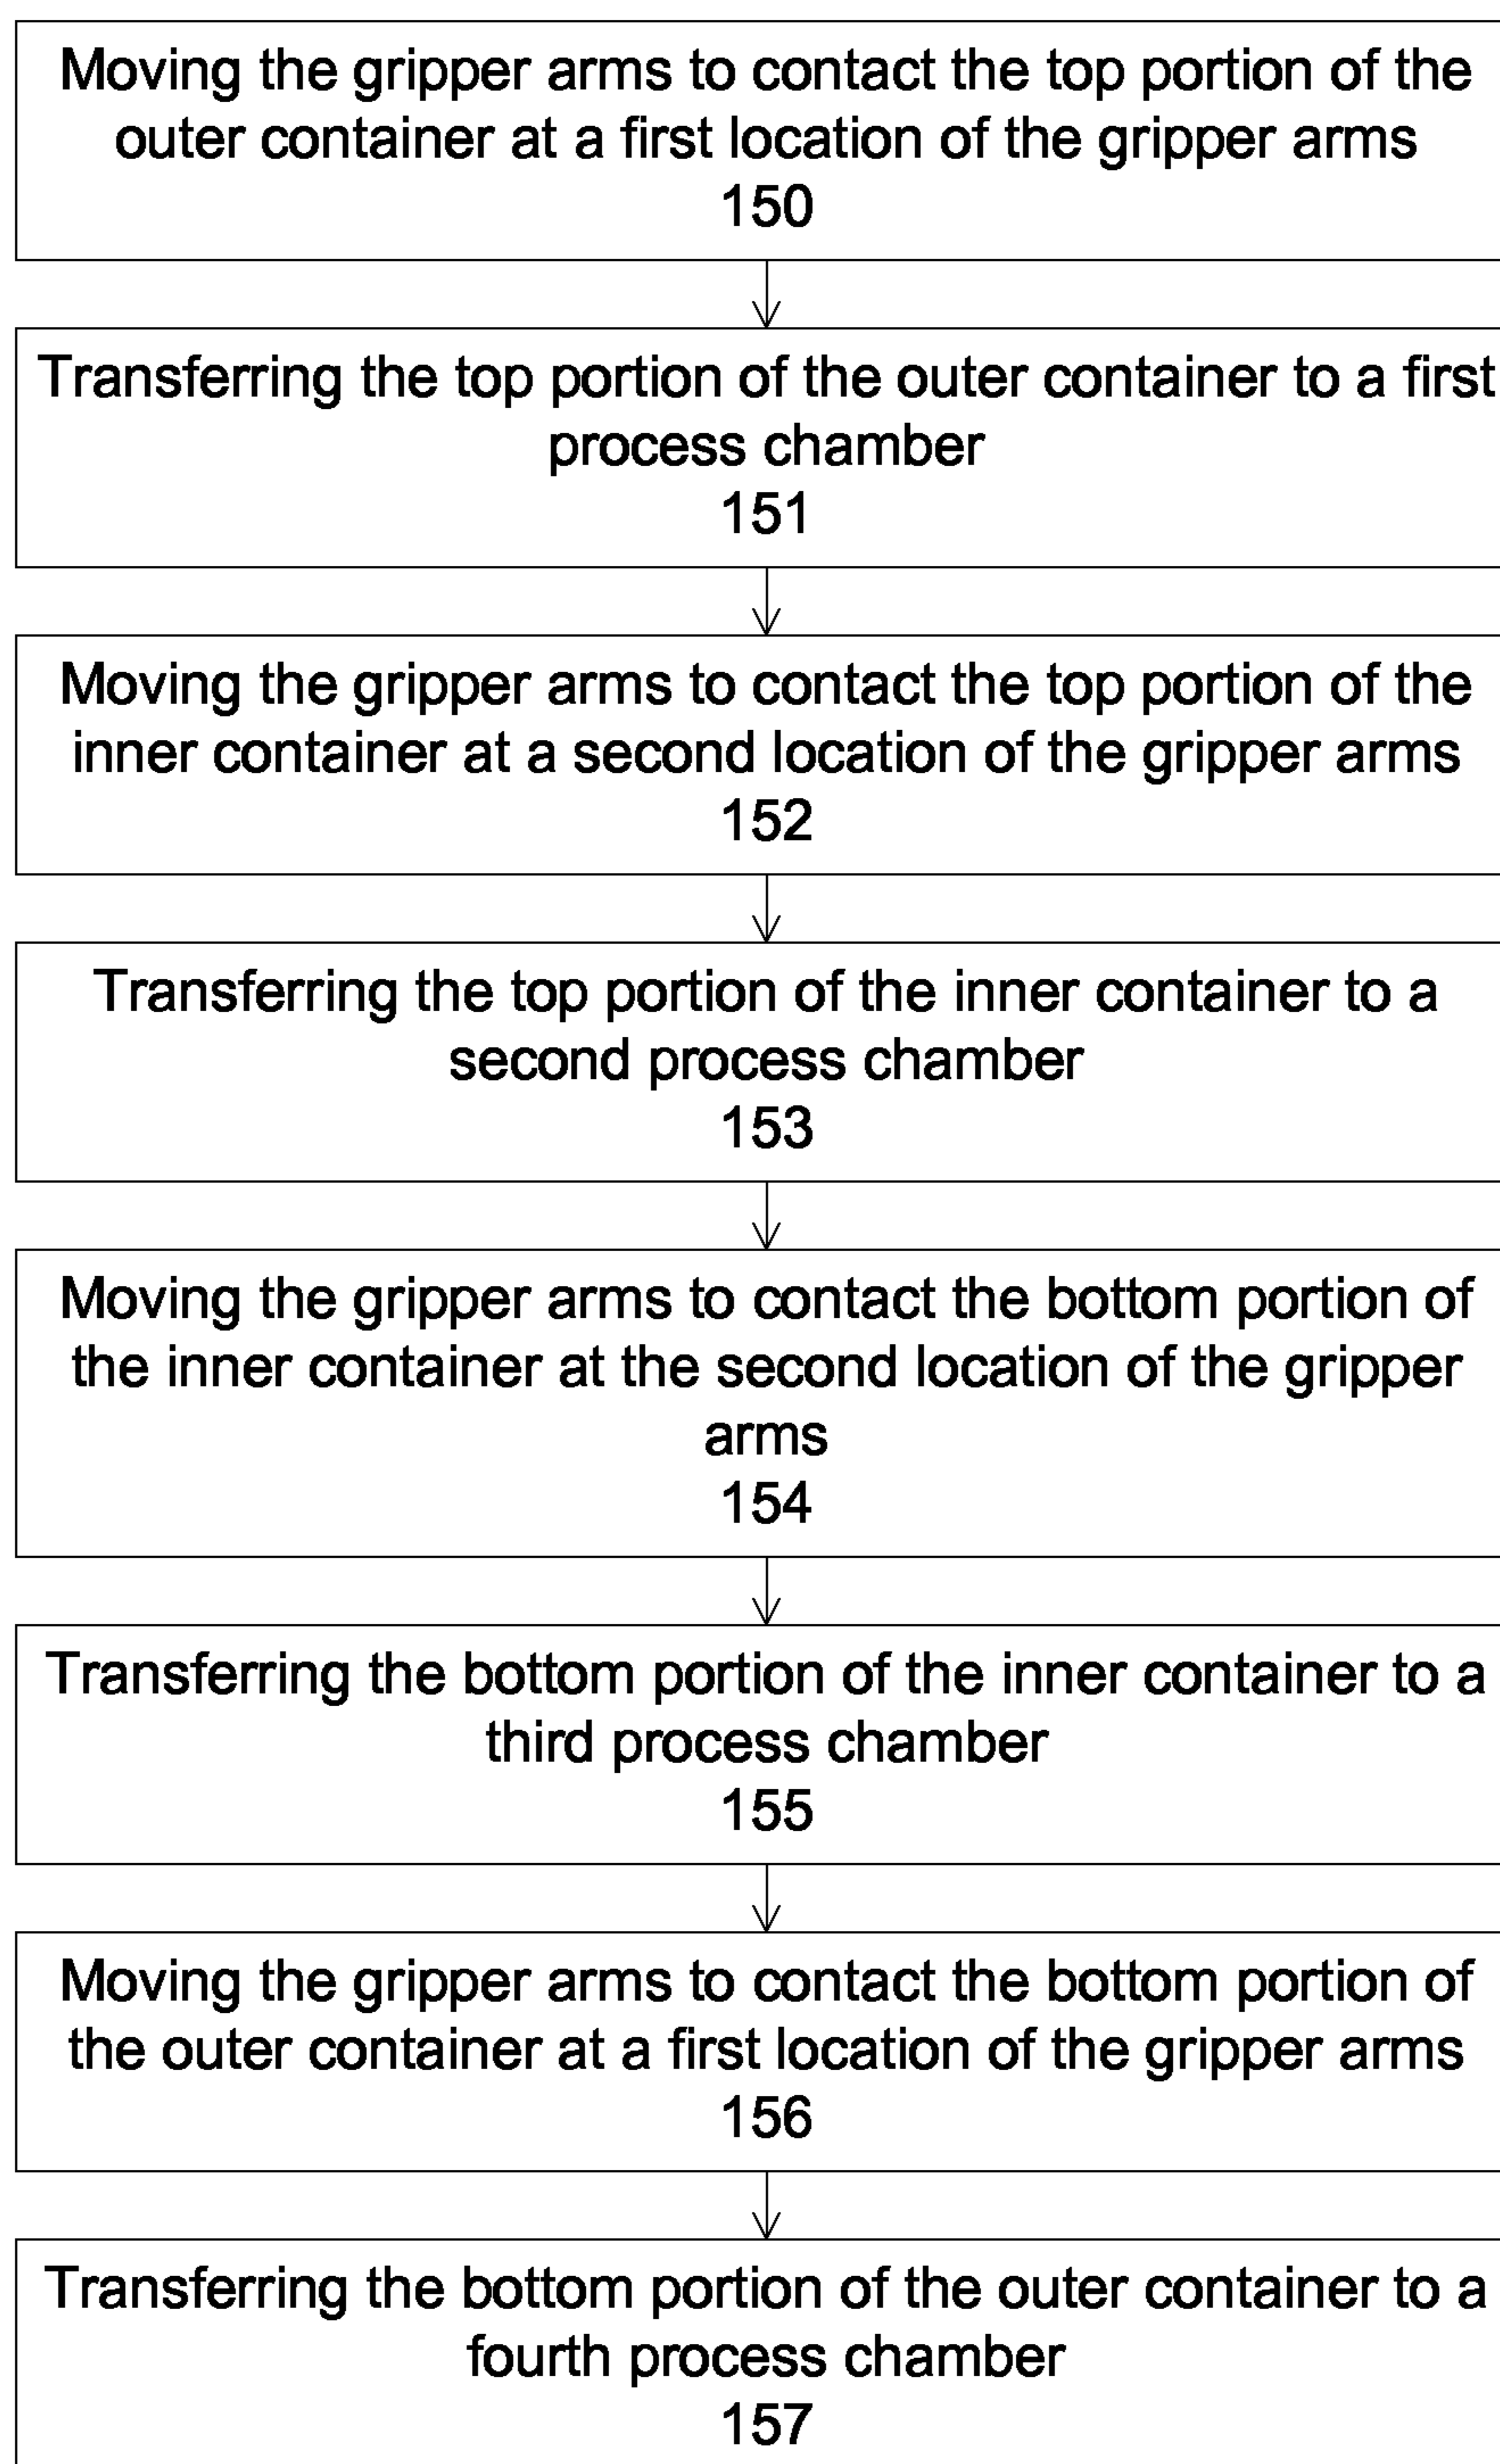 Moving the gripper arms to contact the top portion of the
outer container at a first location of the gripper arms
150
Transferring the top portion of the outer container to a first
process chamber
151
Moving the gripper arms to contact the top portion of the
inner container at a second location of the gripper arms
152
Transferring the top portion of the inner container to a
second process chamber
153
Moving the gripper arms to contact the bottom portion of
the inner container at the second location of the gripper
arms
154
Transferring the bottom portion of the inner container to a
third process chamber
155
Moving the gripper arms to contact the bottom portion of
the outer container at a first location of the gripper arms
156
Transferring the bottom portion of the outer container to a
fourth process chamber
157